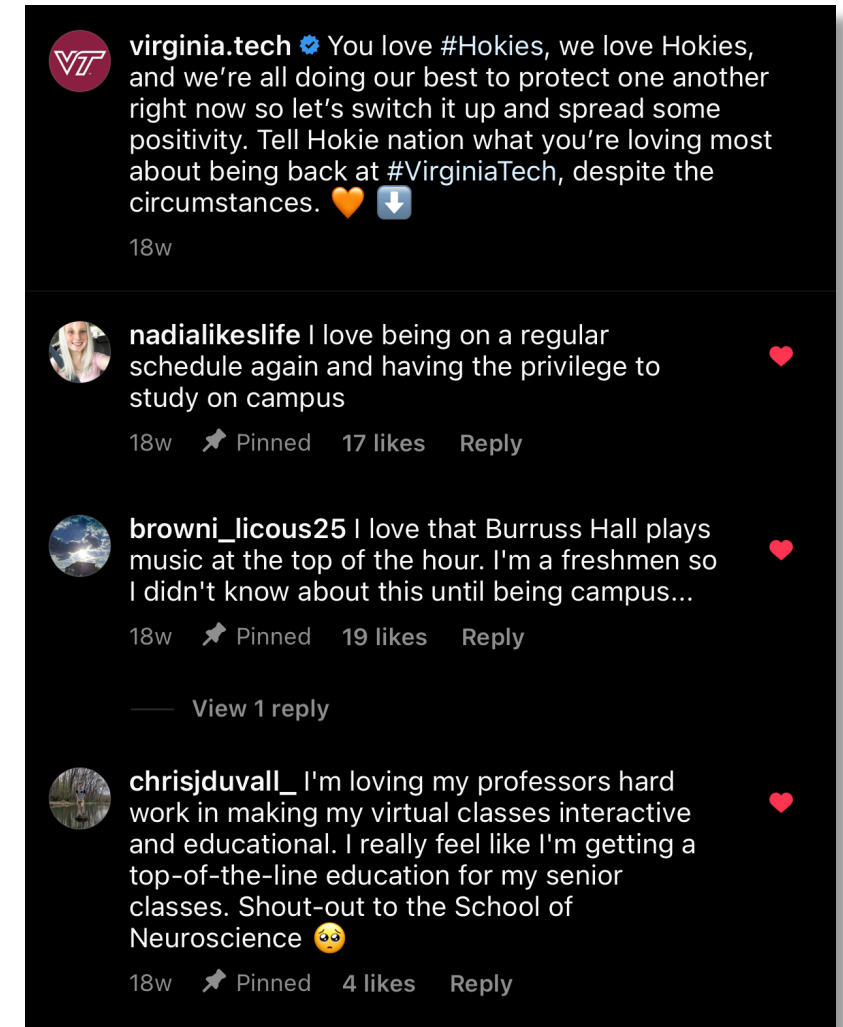 VT
virginia.tech You love #Hokies, we love Hokies,
and we’re all doing our best to protect one another
right now so let’s switch it up and spread some
positivity. Tell Hokie nation what you’re loving most
about being back at #VirginiaTech, despite the
circumstances. 🧡 ⬇️
18w
nadialikeslife I love being on a regular
schedule again and having the privilege to
study on campus
18w Pinned 17 likes Reply
browni_licous25 I love that Burruss Hall plays
music at the top of the hour. I'm a freshmen so
I didn't know about this until being campus...
18w Pinned 19 likes Reply
View 1 reply
chrisjduvall_ I'm loving my professors hard
work in making my virtual classes interactive
and educational. I really feel like I'm getting a
top-of-the-line education for my senior
classes. Shout-out to the School of
Neuroscience 🥺
18w Pinned 4 likes Reply